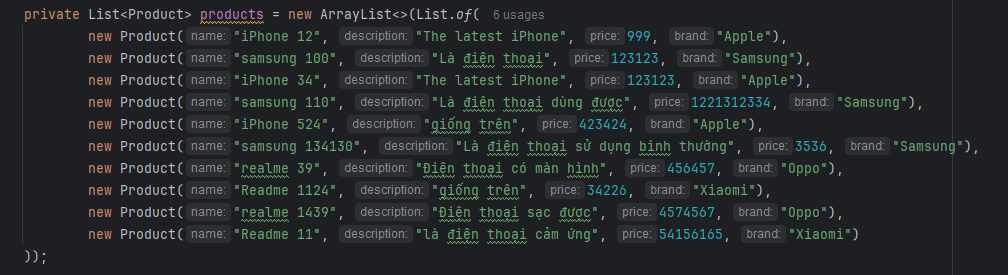 private List<Product> products = new ArrayList<>(List.of( 6 usages
new Product( name: "iPhone 12", description: "The latest iPhone", price: 999, brand: "Apple"),
new Product( name: "samsung 100", description: "Là điện thoại", price: 123123, brand: "Samsung"),
new Product( name: "iPhone 34", description: "The latest iPhone", price: 123123, brand: "Apple"),
new Product( name: "samsung 110", description: "Là điện thoại dùng được", price: 1221312334, brand: "Samsung"),
new Product( name: "iPhone 524", description: "giống trên", price: 423424, brand: "Apple"),
new Product( name: "samsung 134130", description: "Là điện thoại sử dụng bình thường", price: 3536, brand: "Samsung"),
new Product( name: "realme 39", description: "Điện thoại có màn hình", price: 456457, brand: "Oppo"),
new Product( name: "Readme 1124", description: "giống trên", price: 34226, brand: "Xiaomi"),
new Product( name: "realme 1439", description: "Điện thoại sạc được", price: 4574567, brand: "Oppo"),
new Product( name: "Readme 11", description: "là điện thoại cảm ứng", price: 54156165, brand: "Xiaomi")
));